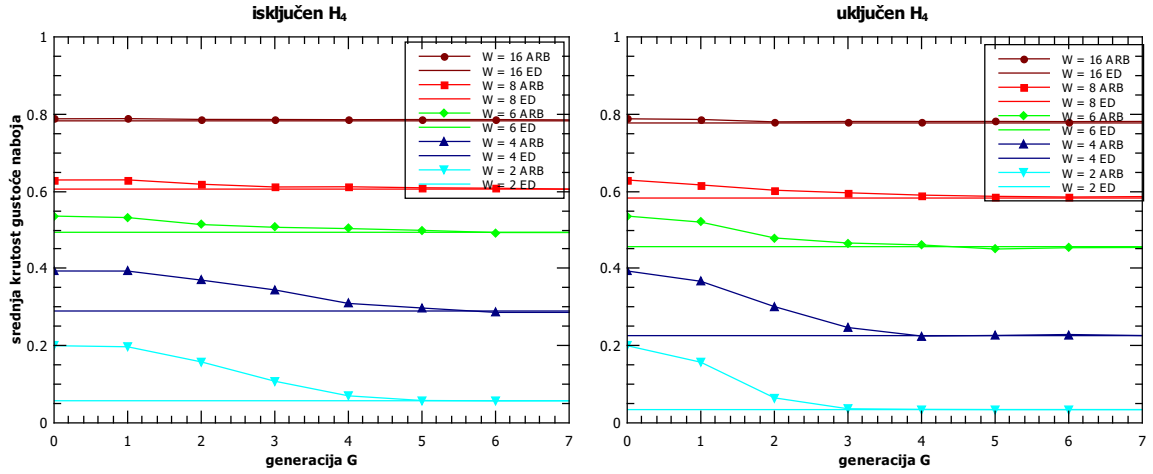 isključen H₄
srednja krutost gustoće naboja
1
0.8
0.6
0.4
0.2
0
W = 16 ARB
W = 16 ED
W = 8 ARB
W = 8 ED
W = 6 ARB
W = 6 ED
W = 4 ARB
W = 4 ED
W = 2 ARB
W = 2 ED
0 1 2 3 4 5 6 7
generacija G
uključen H₄
1
0.8
0.6
0.4
0.2
0
W = 16 ARB
W = 16 ED
W = 8 ARB
W = 8 ED
W = 6 ARB
W = 6 ED
W = 4 ARB
W = 4 ED
W = 2 ARB
W = 2 ED
0 1 2 3 4 5 6 7
generacija G